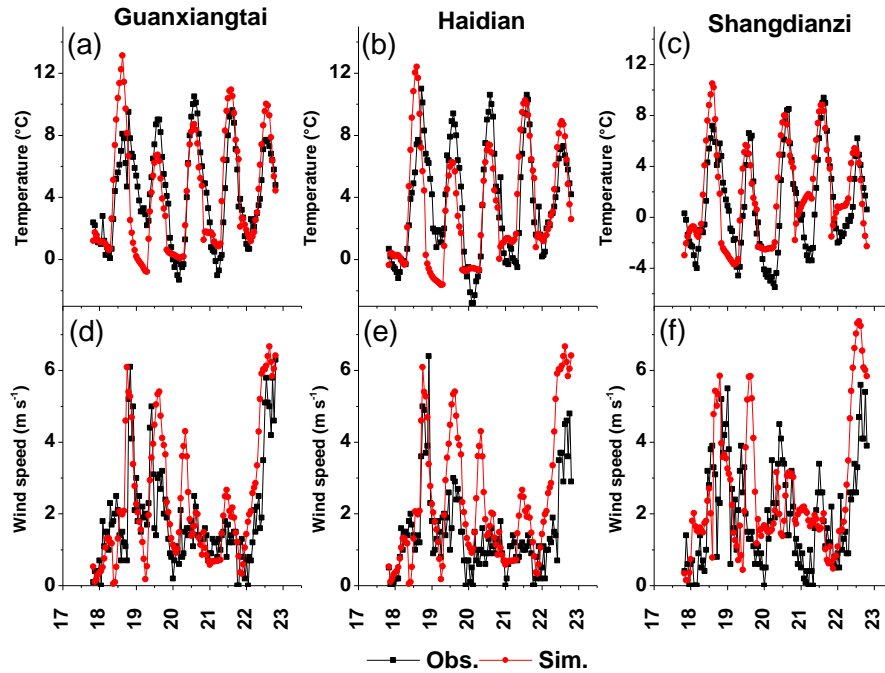 Guanxiangtai Haidian Shangdianzi
(a) (b) (c)
Temperature (°C) Temperature (°C) Temperature (°C)
12 12 12
8 8 8
4 4 4
0 0 0
-4
(d) (e) (f)
Wind speed (m s⁻¹) Wind speed (m s⁻¹) Wind speed (m s⁻¹)
6 6 6
4 4 4
2 2 2
0 0 0
17 18 19 20 21 22 23 17 18 19 20 21 22 23 17 18 19 20 21 22 23
Obs. Sim.